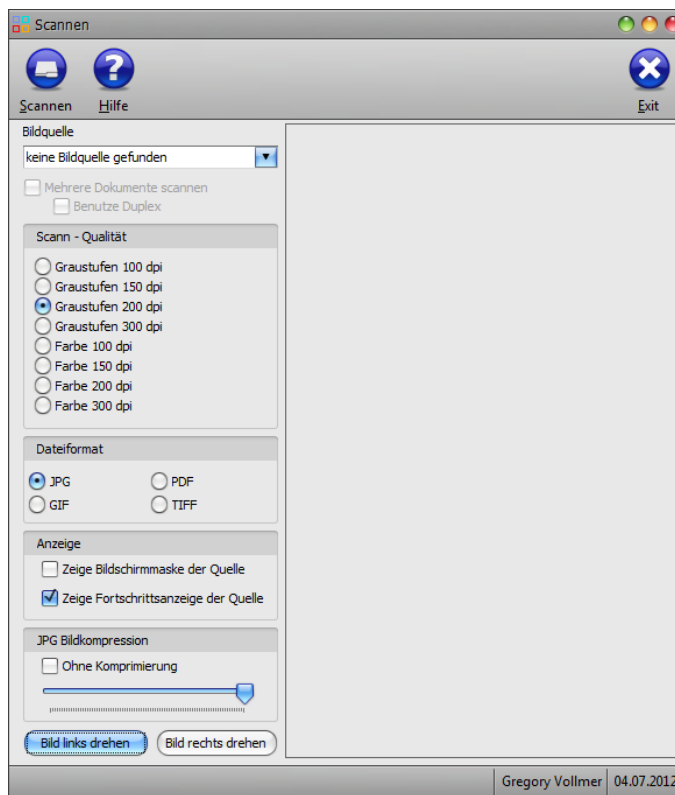 Scannen
Scannen Hilfe Exit
Bildquelle
keine Bildquelle gefunden
Mehrere Dokumente scannen
Benutze Duplex
Scann - Qualität
Graustufen 100 dpi
Graustufen 150 dpi
Graustufen 200 dpi
Graustufen 300 dpi
Farbe 100 dpi
Farbe 150 dpi
Farbe 200 dpi
Farbe 300 dpi
Dateiformat
JPG PDF
GIF TIFF
Anzeige
Zeige Bildschirmmaske der Quelle
Zeige Fortschrittsanzeige der Quelle
JPG Bildkompression
Ohne Komprimierung
Bild links drehen Bild rechts drehen
Gregory Vollmer 04.07.2012